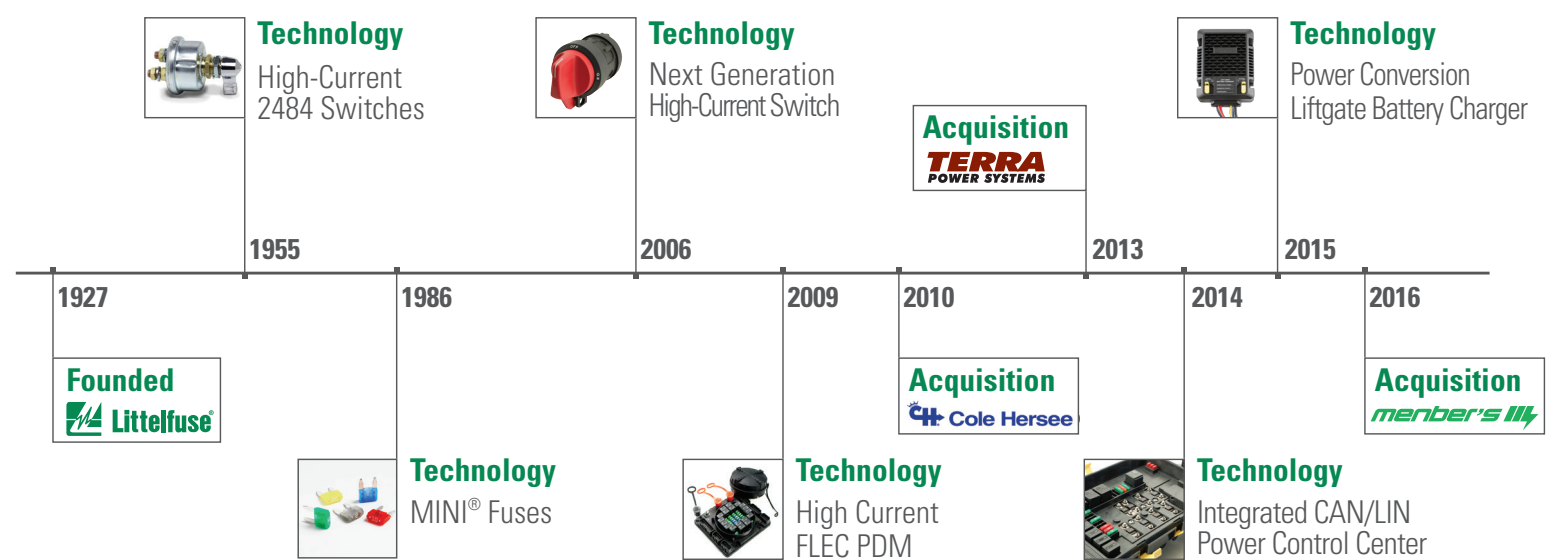 Technology
High-Current
2484 Switches
1955
Technology
Next Generation
High-Current Switch
2006
Acquisition
TERRA
POWER SYSTEMS
2013
Technology
Power Conversion
Liftgate Battery Charger
2015
1927
Founded
Littelfuse®
1986
Technology
MINI® Fuses
2009
Technology
High Current
FLEC PDM
2010
Acquisition
CH Cole Hersee
2014
Technology
Integrated CAN/LIN
Power Control Center
2016
Acquisition
menber's